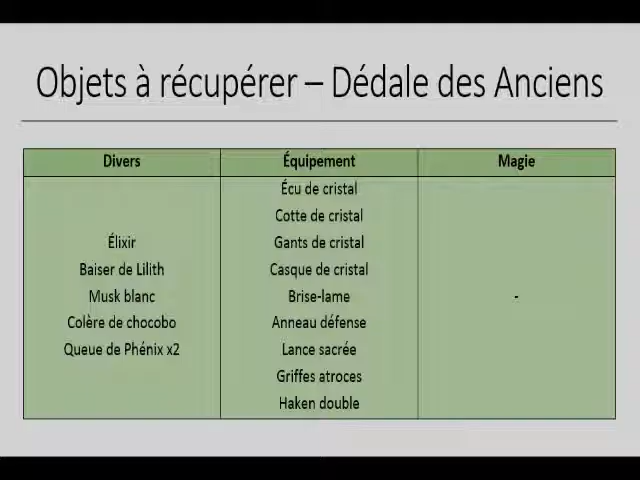 Objets à récupérer – Dédale des Anciens
Divers
Élixir
Baiser de Lilith
Musk blanc
Colère de chocobo
Queue de Phénix x2
Équipement
Écu de cristal
Cotte de cristal
Gants de cristal
Casque de cristal
Brise-lame
Anneau défense
Lance sacrée
Griffes atroces
Haken double
Magie
-